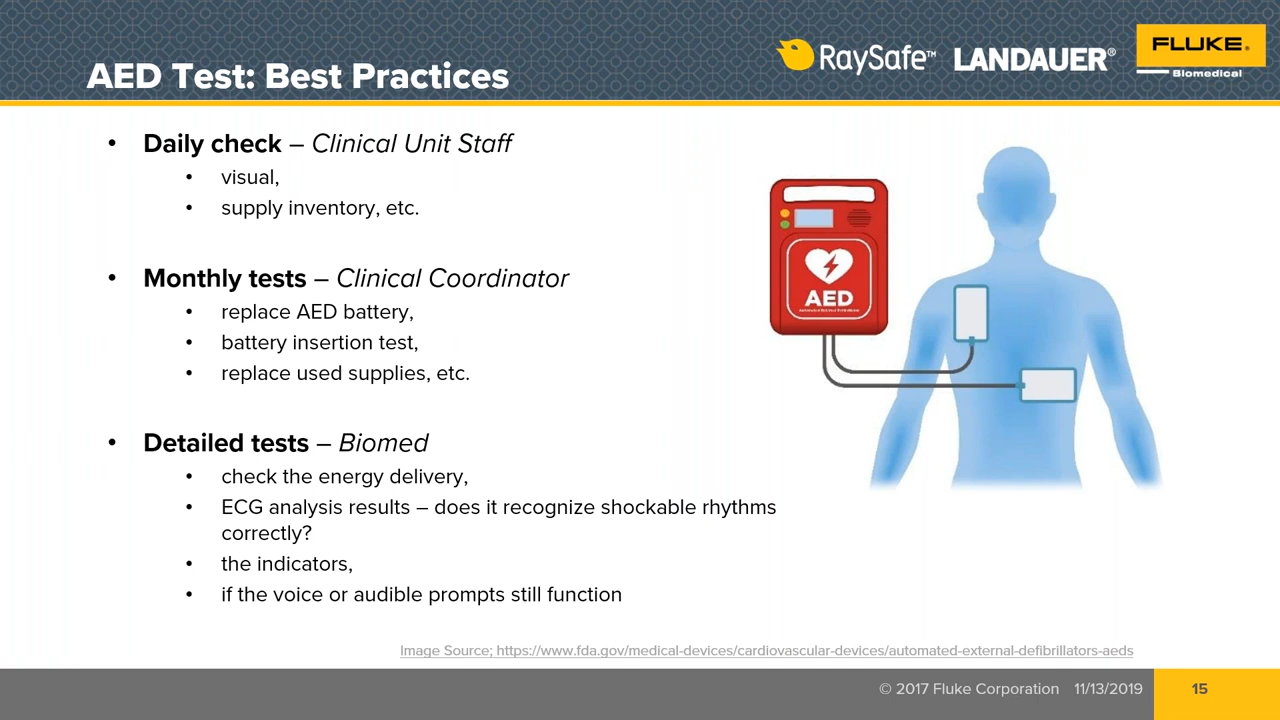 AED Test: Best Practices
RaySafe™ LANDAUER® FLUKE®
Biomedical
• Daily check – Clinical Unit Staff
• visual,
• supply inventory, etc.
• Monthly tests – Clinical Coordinator
• replace AED battery,
• battery insertion test,
• replace used supplies, etc.
• Detailed tests – Biomed
• check the energy delivery,
• ECG analysis results – does it recognize shockable rhythms
correctly?
• the indicators,
• if the voice or audible prompts still function
AED
Image Source; https://www.fda.gov/medical-devices/cardiovascular-devices/automated-external-defibrillators-aeds
© 2017 Fluke Corporation 11/13/2019 15